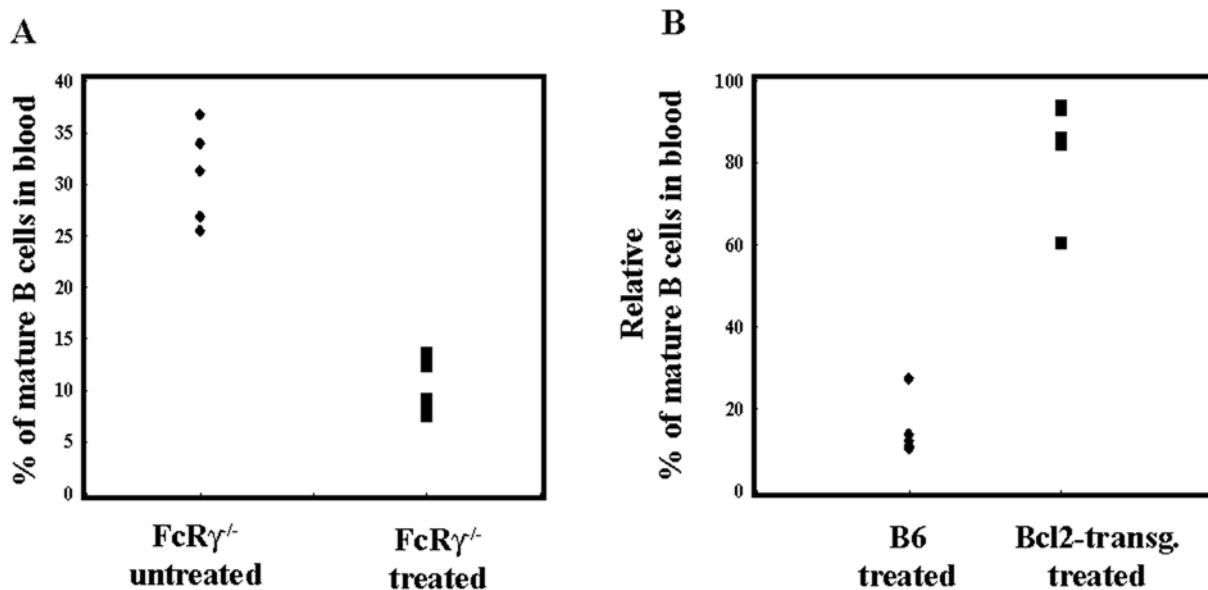 A
% of mature B cells in blood
40
35
30
25
20
15
10
5
0
FcRγ-/-
untreated
FcRγ-/-
treated
B
Relative
% of mature B cells in blood
100
80
60
40
20
0
B6
treated
Bcl2-transg.
treated